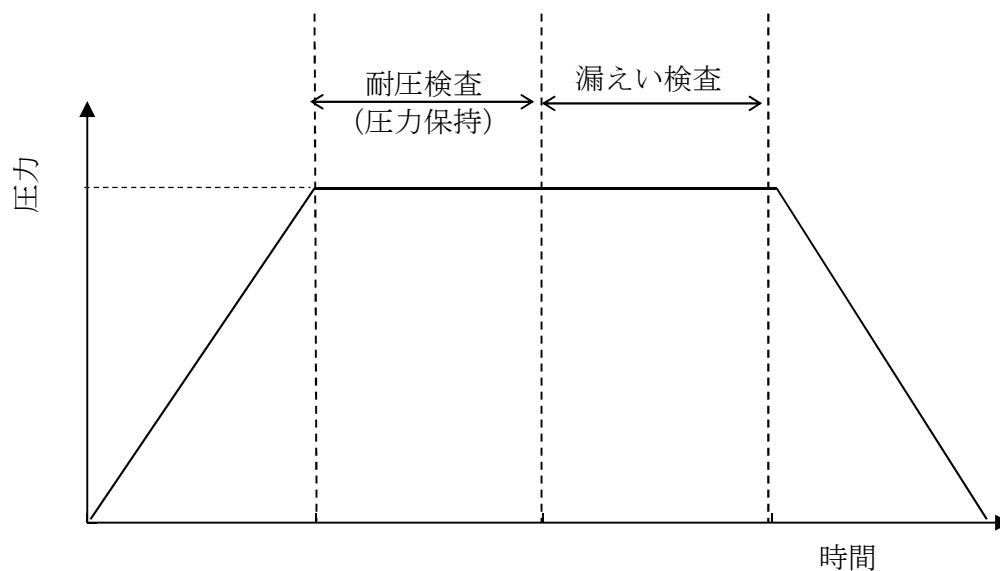 耐圧検査
（圧力保持）
漏えい検査
圧力
時間